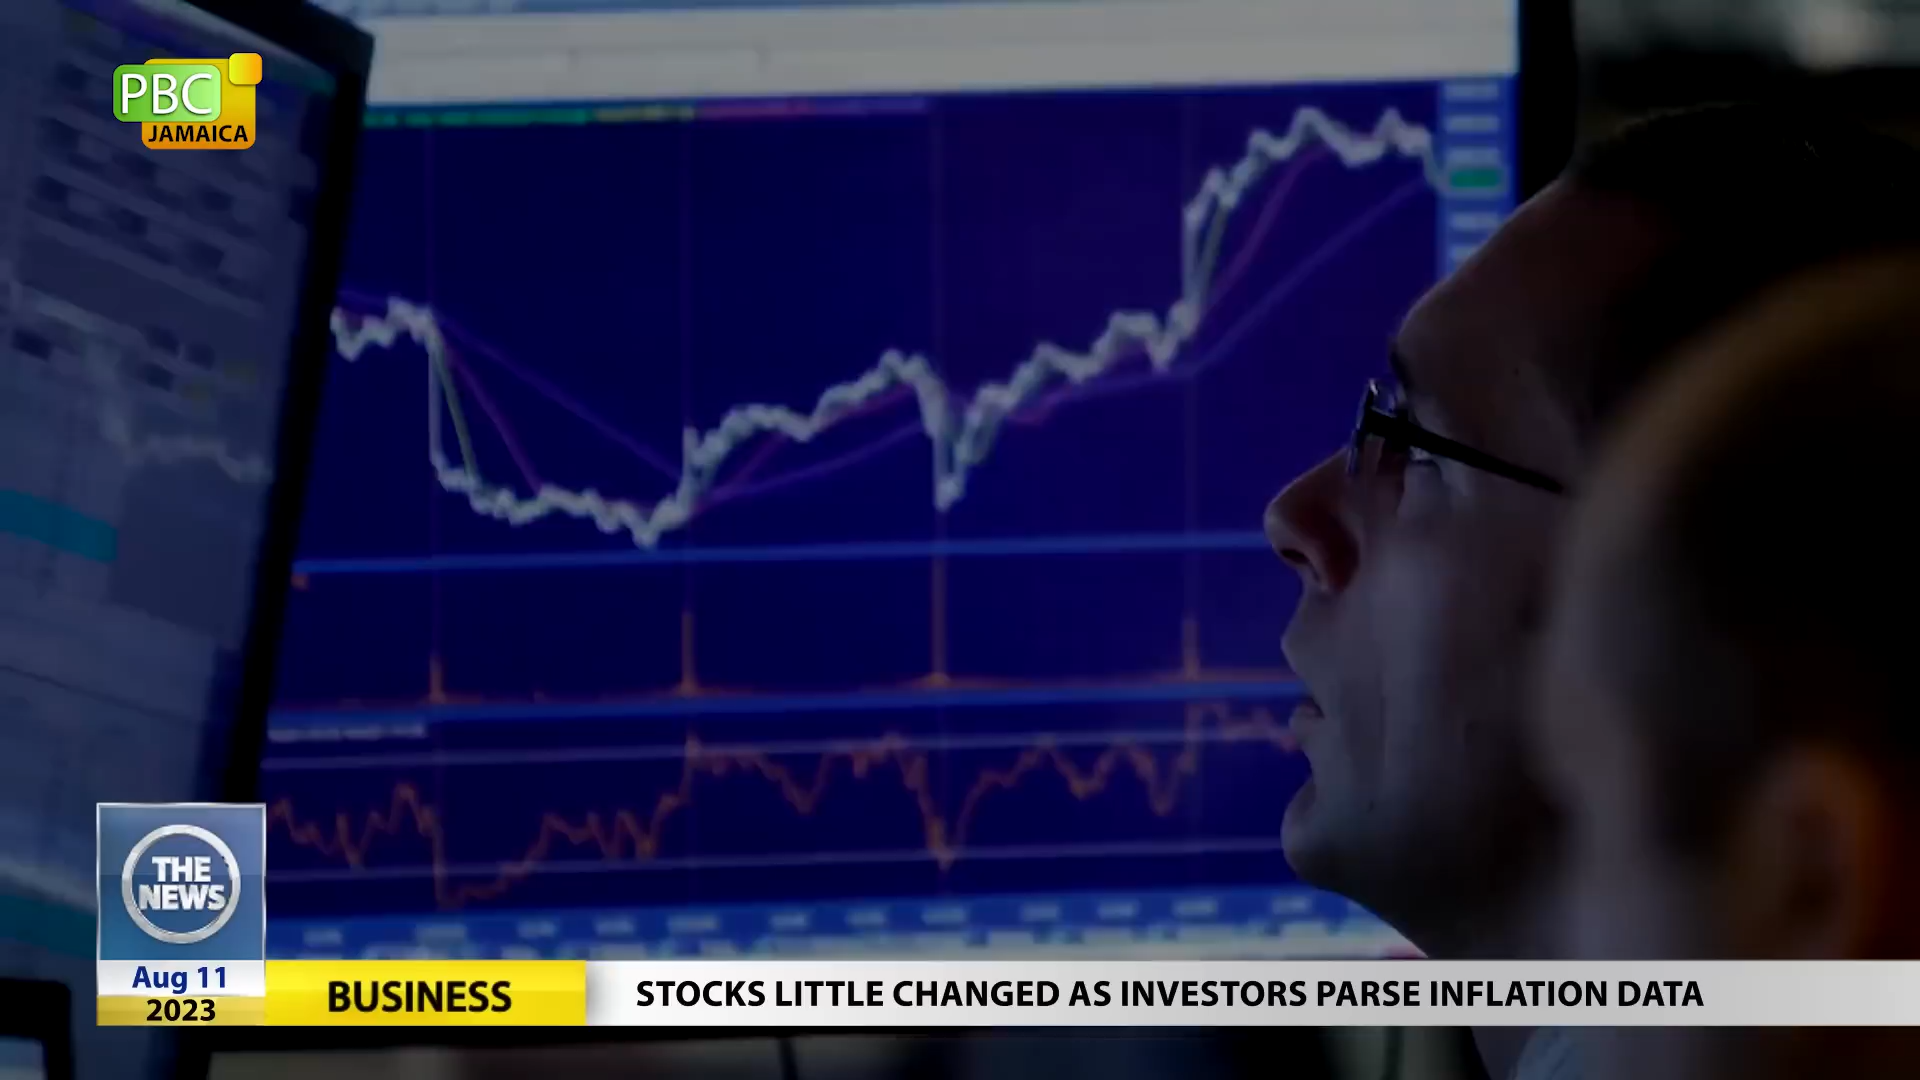 PBC
JAMAICA
THE
NEWS
Aug 11
2023
BUSINESS
STOCKS LITTLE CHANGED AS INVESTORS PARSE INFLATION DATA